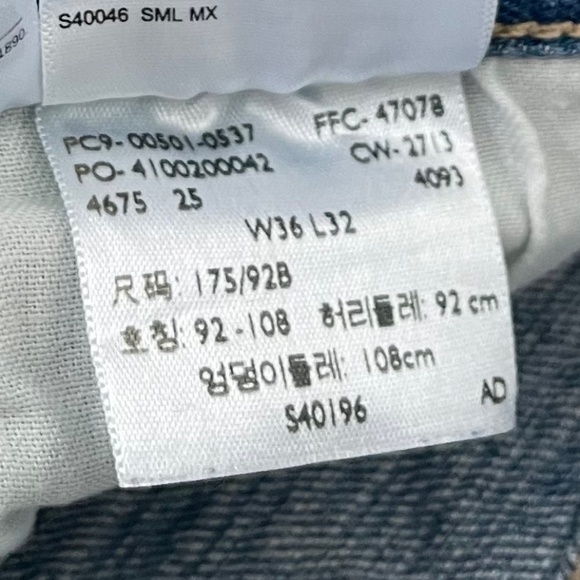 S40046 SML MX
1890
PC9-00501-0537 FFC-47078
PO-4100200042 CW-2713
4675 25 4093
W36 L32
尺码: 175/92B
호칭: 92-108 허리둘레: 92 cm
엉덩이둘레: 108cm
S40196 AD